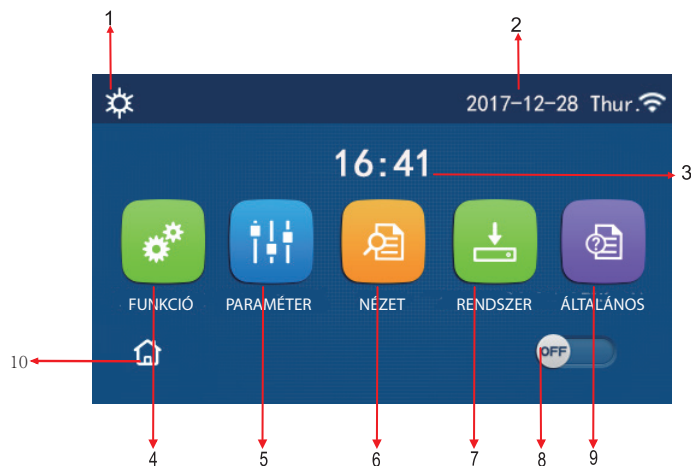 1
2
2017-12-28 Thur.
16:41
3
FUNKCIÓ PARAMÉTER NÉZET RENDSZER ÁLTALÁNOS
10
OFF
4 5 6 7 8 9